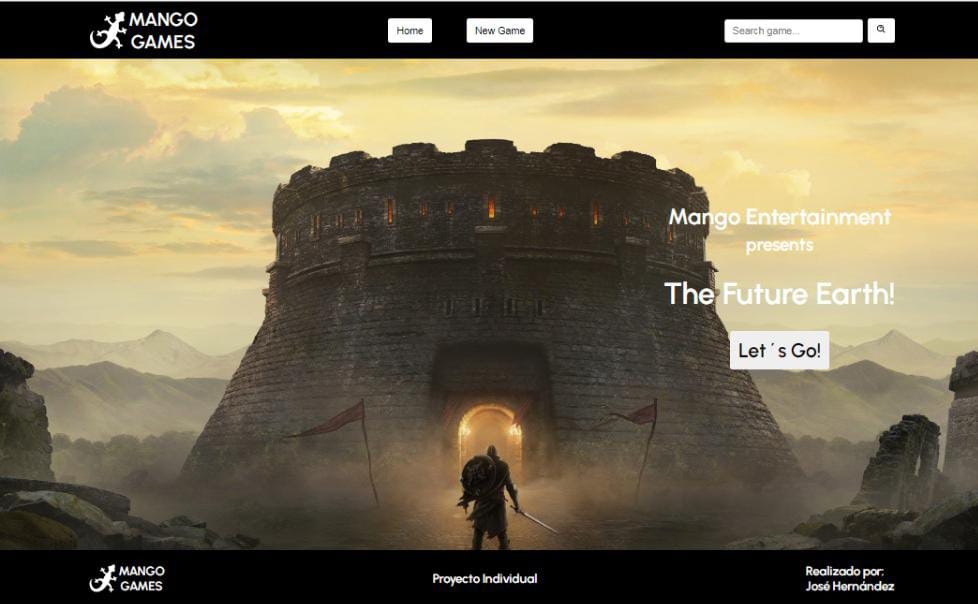 MANGO
GAMES
Home
New Game
Search game...
Mango Entertainment
presents
The Future Earth!
Let´s Go!
MANGO
GAMES
Proyecto Individual
Realizado por:
José Hernández